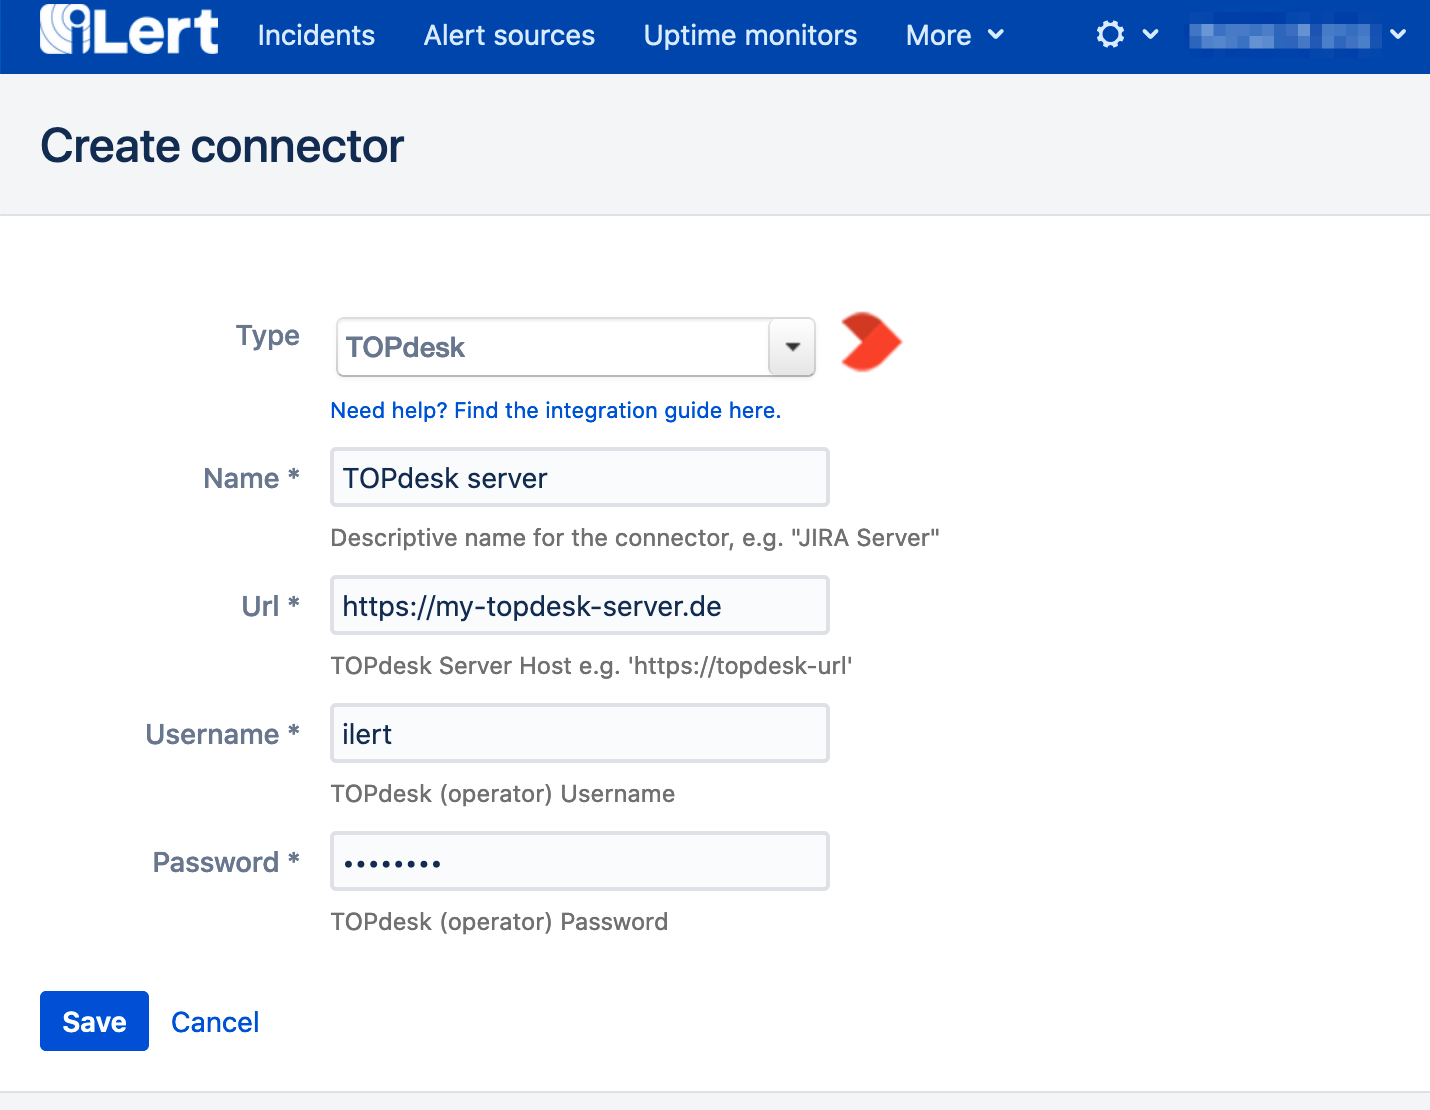 iLert Incidents Alert sources Uptime monitors More
Create connector
Type TOPdesk
Need help? Find the integration guide here.
Name * TOPdesk server
Descriptive name for the connector, e.g. "JIRA Server"
Url * https://my-topdesk-server.de
TOPdesk Server Host e.g. 'https://topdesk-url'
Username * ilert
TOPdesk (operator) Username
Password * ••••••••
TOPdesk (operator) Password
Save Cancel